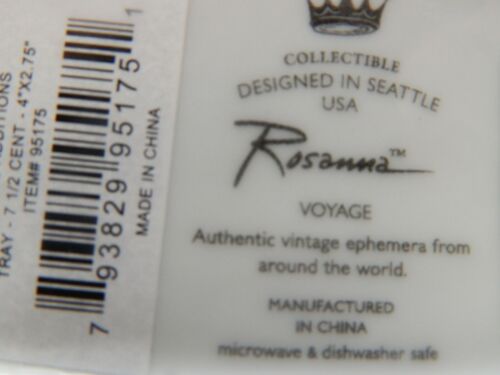 ADDITIONS
TRAY - 7 1/2 CENT - 4"X2.75"
ITEM# 95175
7 93829 95175 1
MADE IN CHINA
COLLECTIBLE
DESIGNED IN SEATTLE
USA
Rosanna™
VOYAGE
Authentic vintage ephemera from
around the world.
MANUFACTURED
IN CHINA
microwave & dishwasher safe